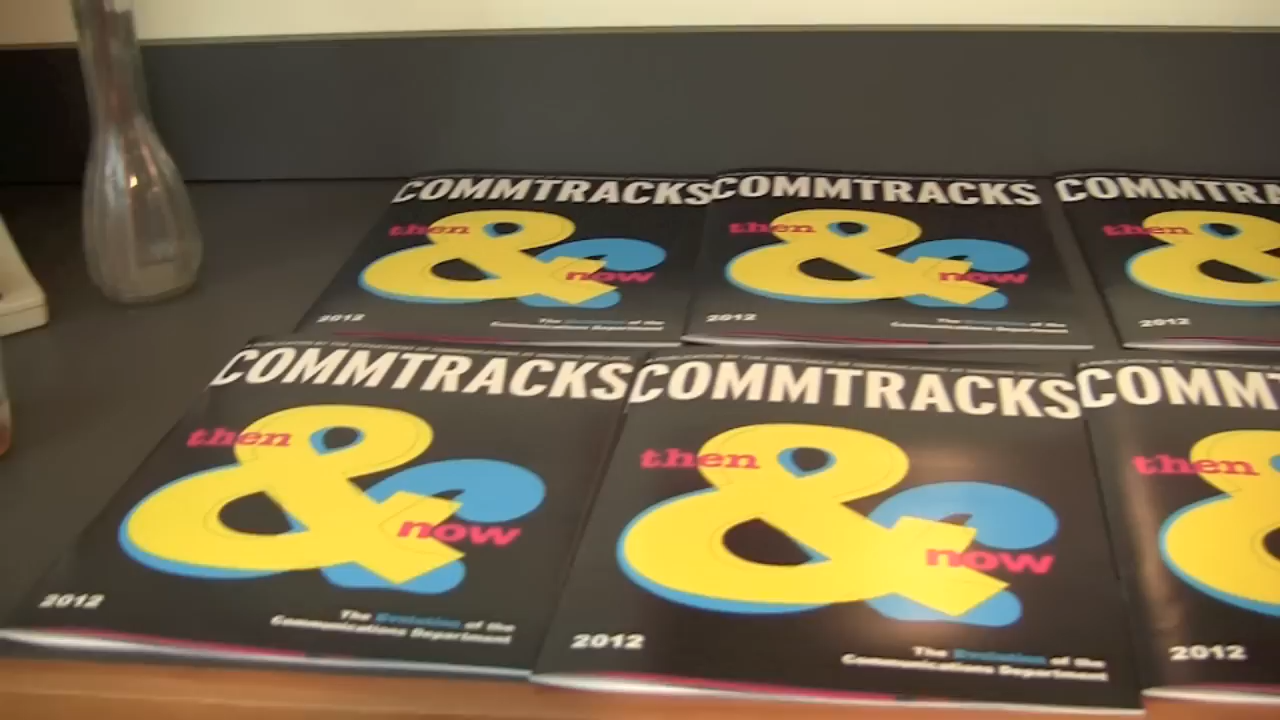 COMMTRACKS COMMTRACKS COMMTRA
then & then & then &
now now
2012 2012 2012
The Evolution of the The Evolution of the
Communications Department Communications Department
COMMTRACKS COMMTRACKS COMM
then & then & then &
now now
2012 2012 2012
The Evolution of the The Evolution of the
Communications Department Communications Department